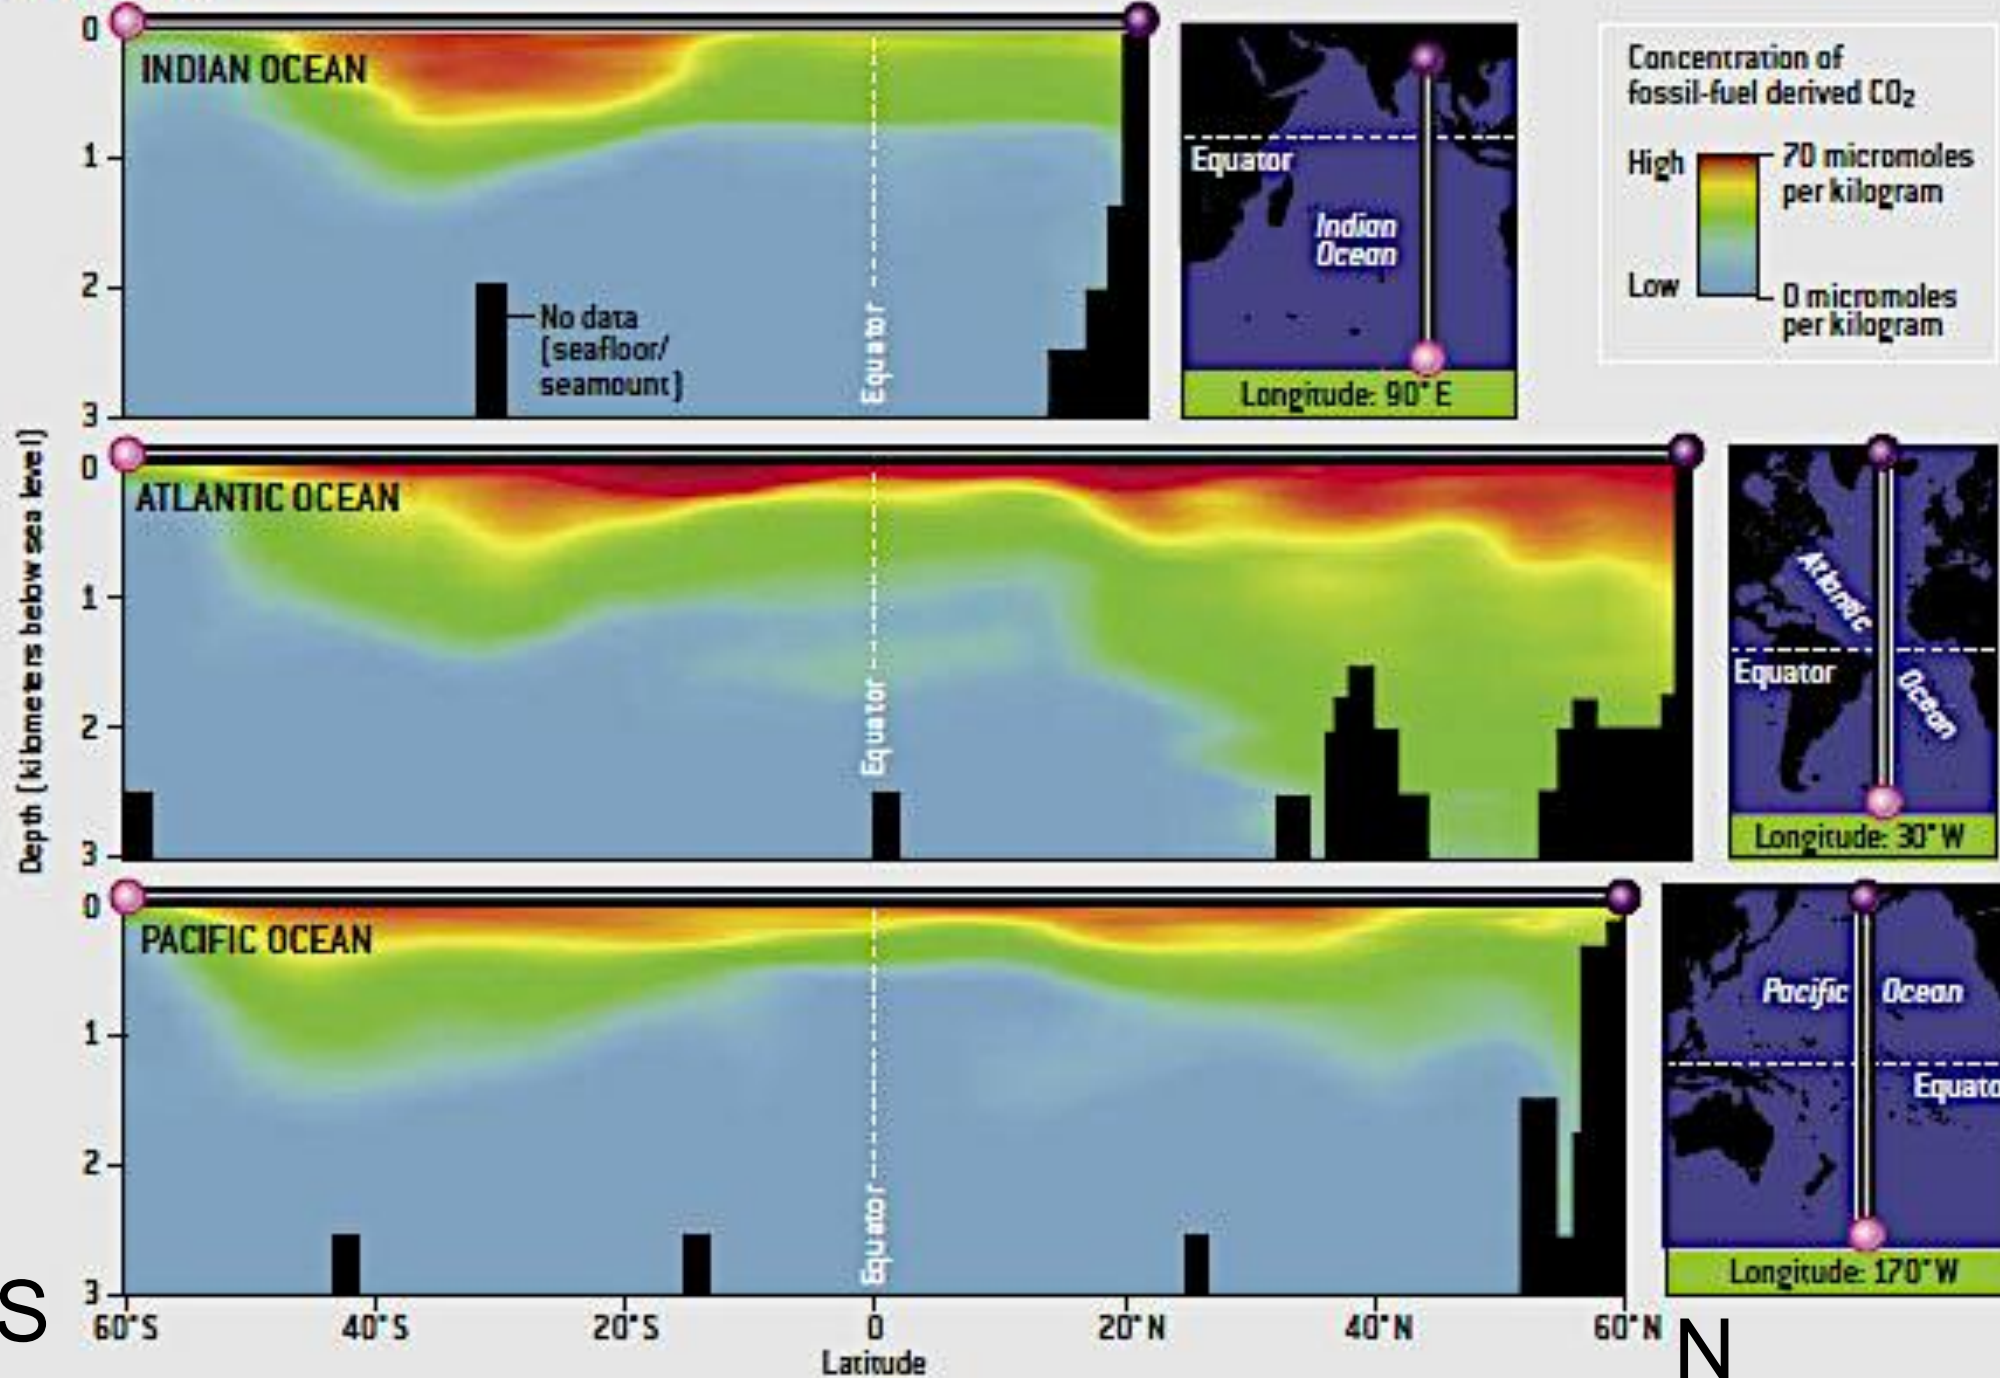 0
INDIAN OCEAN
1
2
No data
(seafloor/
seamount)
Equator
3
Equator
Indian
Ocean
Longitude: 90°E
Concentration of
fossil-fuel derived CO₂
High
70 micromoles
per kilogram
Low
0 micromoles
per kilogram
Depth (kilometers below sea level)
0
ATLANTIC OCEAN
1
2
Equator
3
Atlantic
Equator
Ocean
Longitude: 30°W
0
PACIFIC OCEAN
1
2
Equator
3
Pacific Ocean
Equato
Longitude: 170°W
S
60°S 40°S 20°S 0 20°N 40°N 60°N
N
Latitude